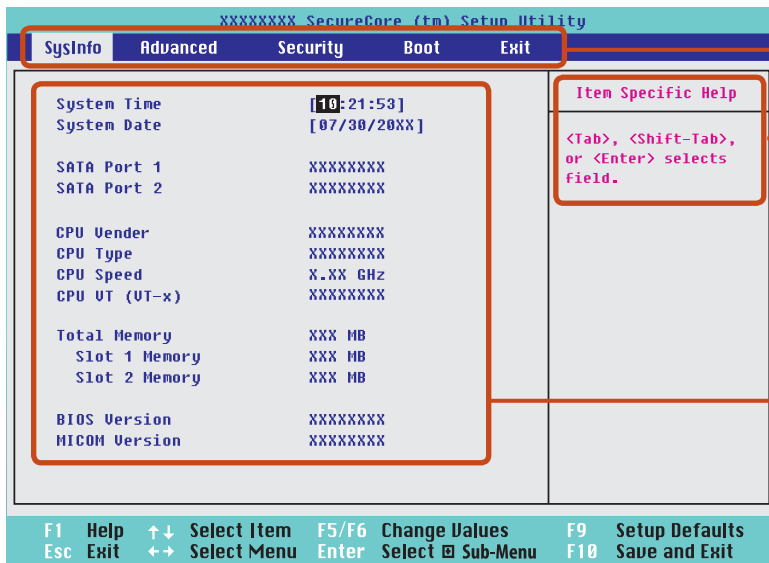 XXXXXXXX SecureCore (tm) Setup Utility
SysInfo Advanced Security Boot Exit
Item Specific Help
<Tab>, <Shift-Tab>,
or <Enter> selects
field.
System Time [10:21:53]
System Date [07/30/20XX]
SATA Port 1 XXXXXXXX
SATA Port 2 XXXXXXXX
CPU Vender XXXXXXXX
CPU Type XXXXXXXX
CPU Speed X.XX GHz
CPU VT (VT-x) XXXXXXXX
Total Memory XXX MB
Slot 1 Memory XXX MB
Slot 2 Memory XXX MB
BIOS Version XXXXXXXX
MICOM Version XXXXXXXX
F1 Help ↑↓ Select Item F5/F6 Change Values F9 Setup Defaults
Esc Exit ←→ Select Menu Enter Select Sub-Menu F10 Save and Exit